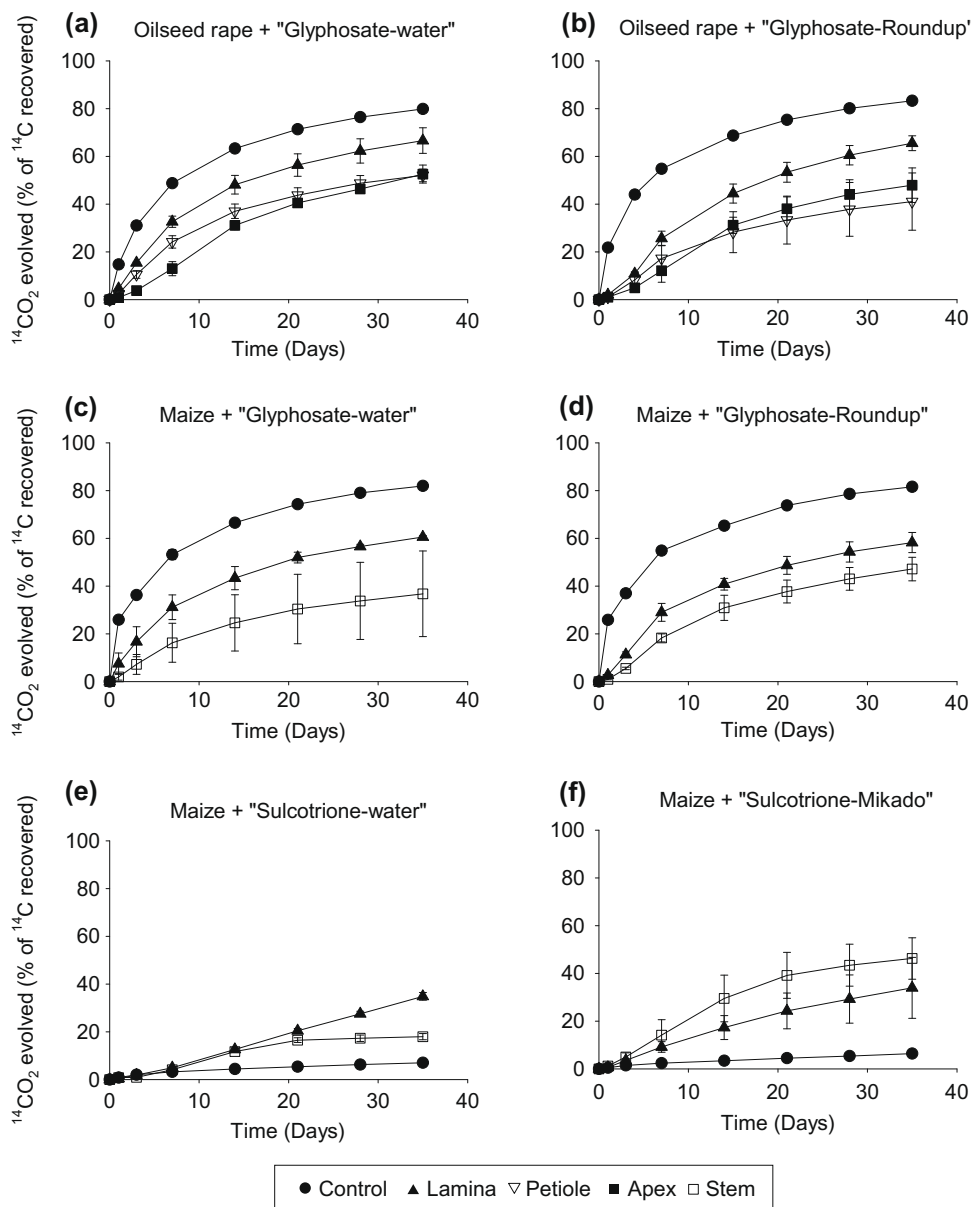 (a) Oilseed rape + "Glyphosate-water"
¹⁴CO₂ evolved (% of ¹⁴C recovered)
100
80
60
40
20
0
0 10 20 30 40
Time (Days)
(b) Oilseed rape + "Glyphosate-Roundup'
100
80
60
40
20
0
0 10 20 30 40
Time (Days)
(c) Maize + "Glyphosate-water"
¹⁴CO₂ evolved (% of ¹⁴C recovered)
100
80
60
40
20
0
0 10 20 30 40
Time (Days)
(d) Maize + "Glyphosate-Roundup"
100
80
60
40
20
0
0 10 20 30 40
Time (Days)
(e) Maize + "Sulcotrione-water"
¹⁴CO₂ evolved (% of ¹⁴C recovered)
100
80
60
40
20
0
0 10 20 30 40
Time (Days)
(f) Maize + "Sulcotrione-Mikado"
100
80
60
40
20
0
0 10 20 30 40
Time (Days)
Control Lamina Petiole Apex Stem